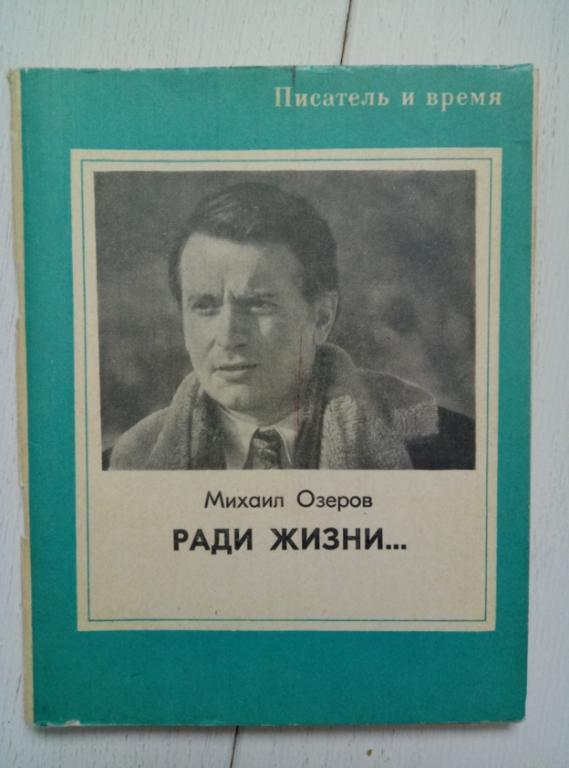 Писатель и время
Михаил Озеров
РАДИ ЖИЗНИ...